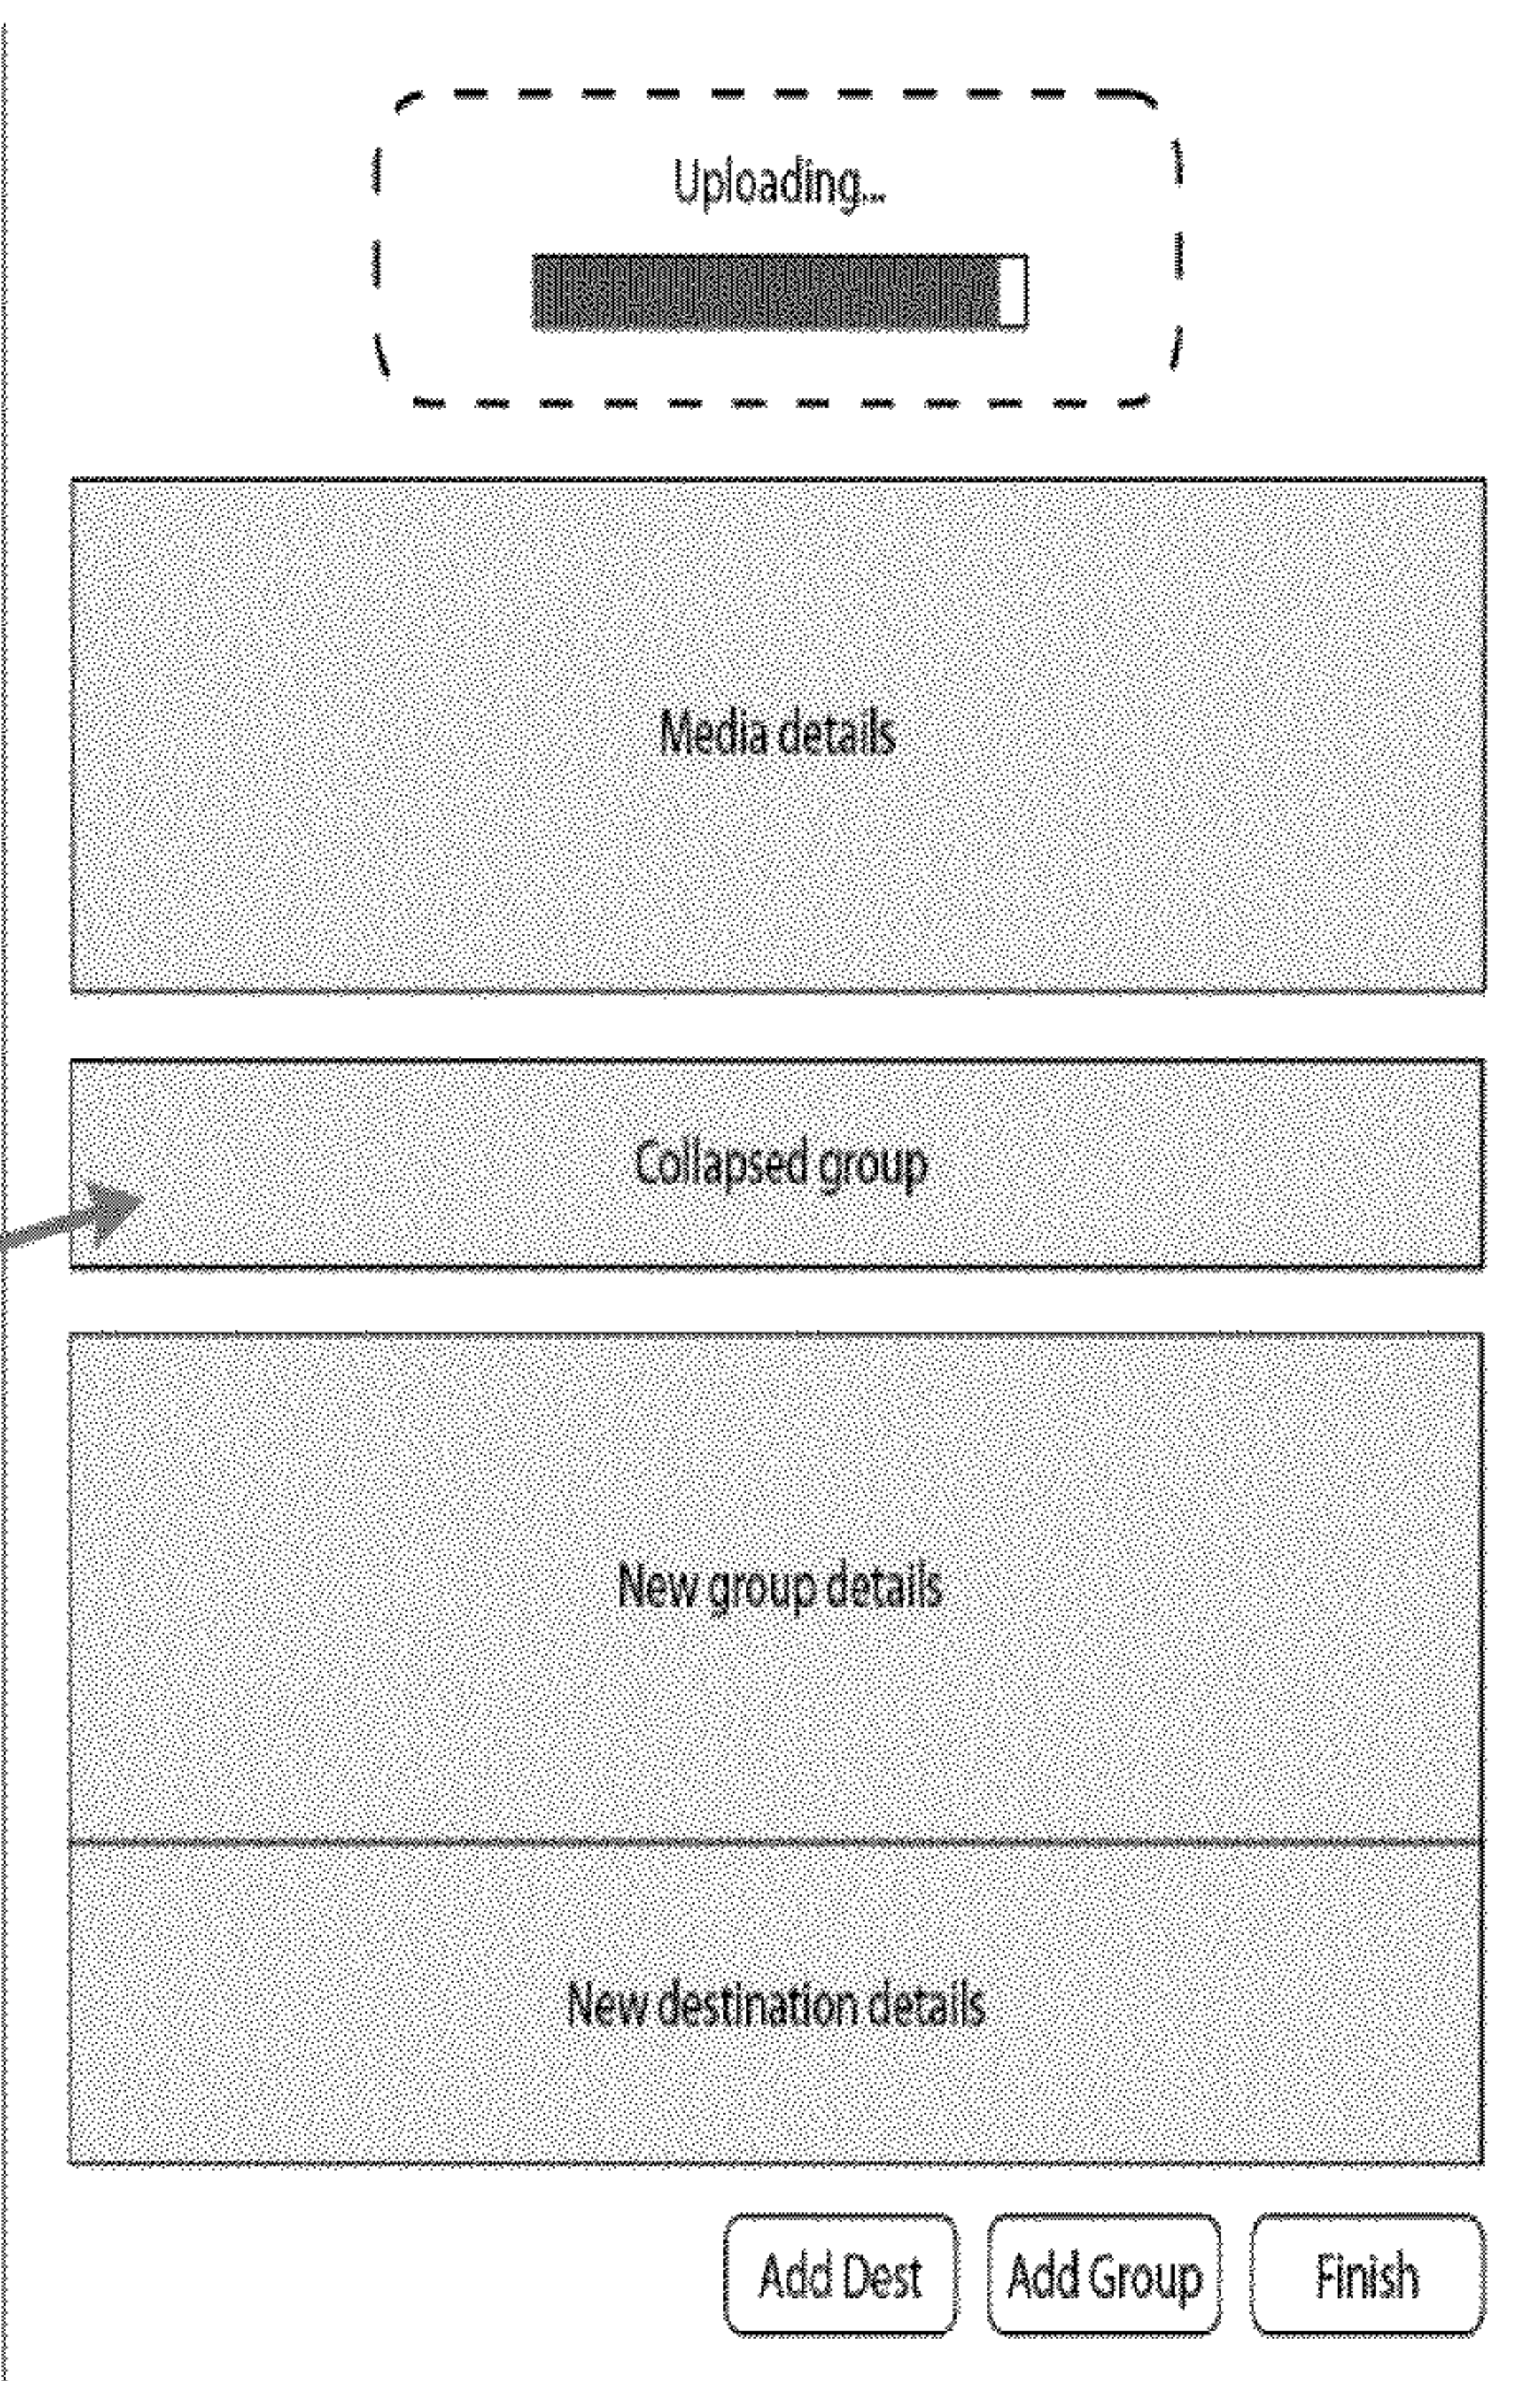 Uploading...
Media details
Collapsed group
New group details
New destination details
Add Dest
Add Group
Finish